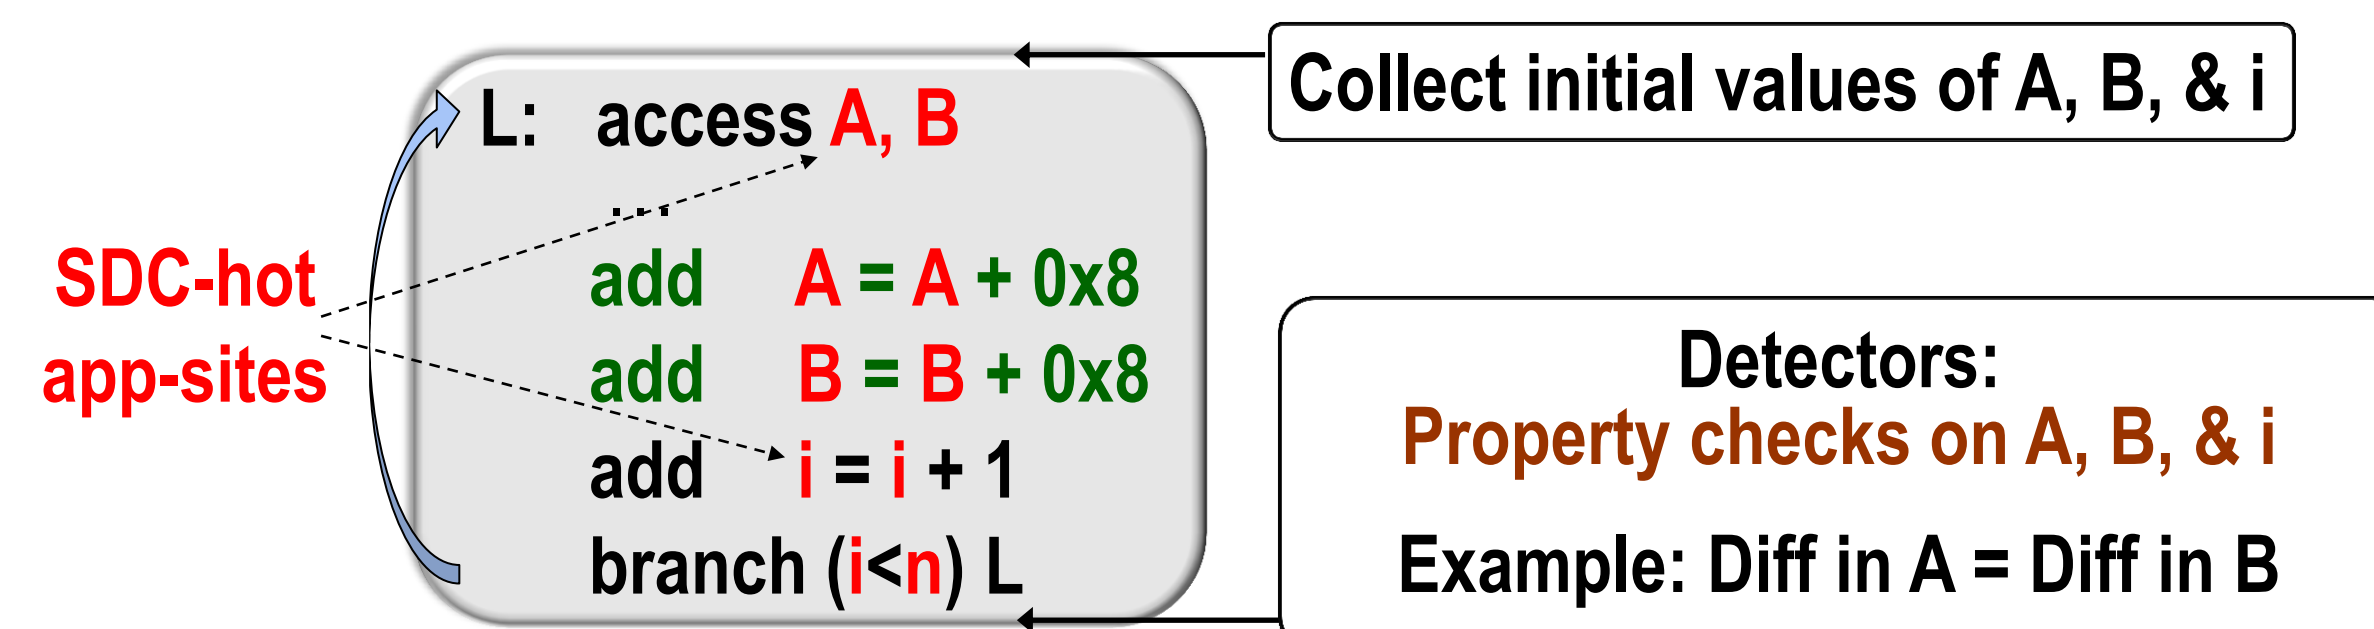 Collect initial values of A, B, & i
L: access A, B
...
SDC-hot
app-sites
add A = A + 0x8
add B = B + 0x8
add i = i + 1
branch (i<n) L
Detectors:
Property checks on A, B, & i
Example: Diff in A = Diff in B